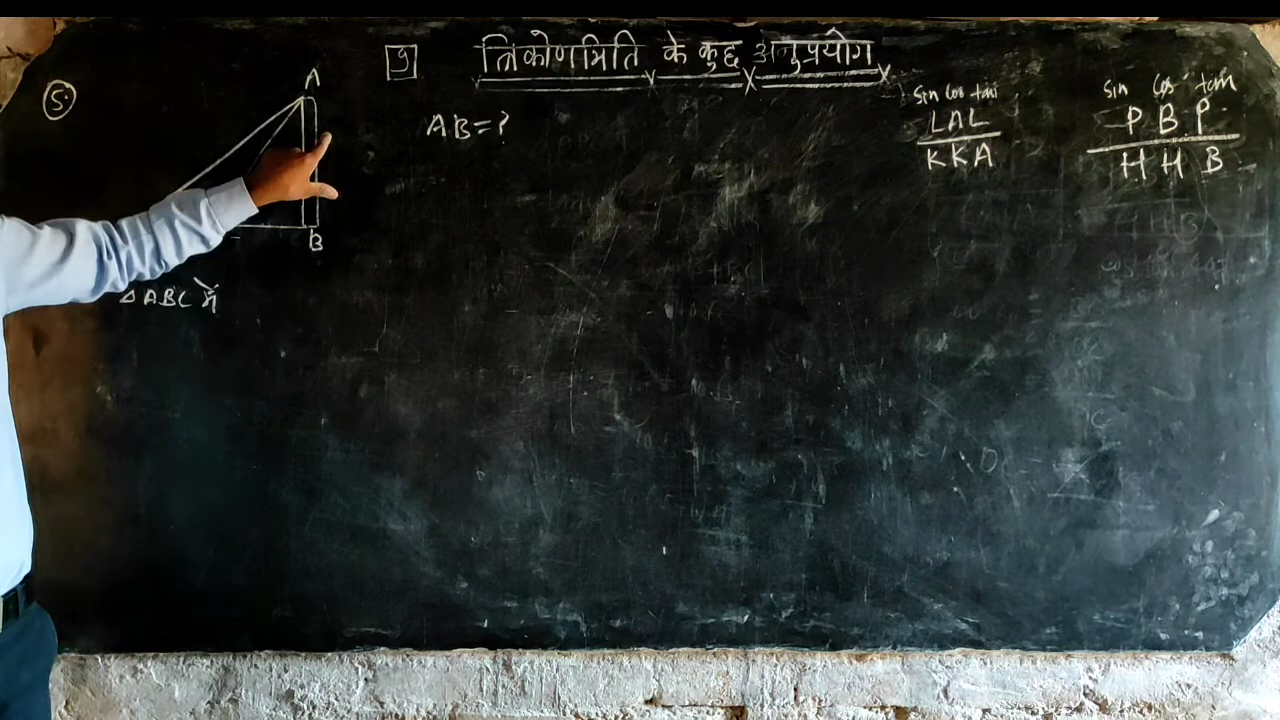 9 त्रिकोणमिति के कुछ अनुप्रयोग
5.
A
B
AB=?
△ABC में
Sin Cos tan
LAL
KKA
Sin Cos tan
P B P
H H B